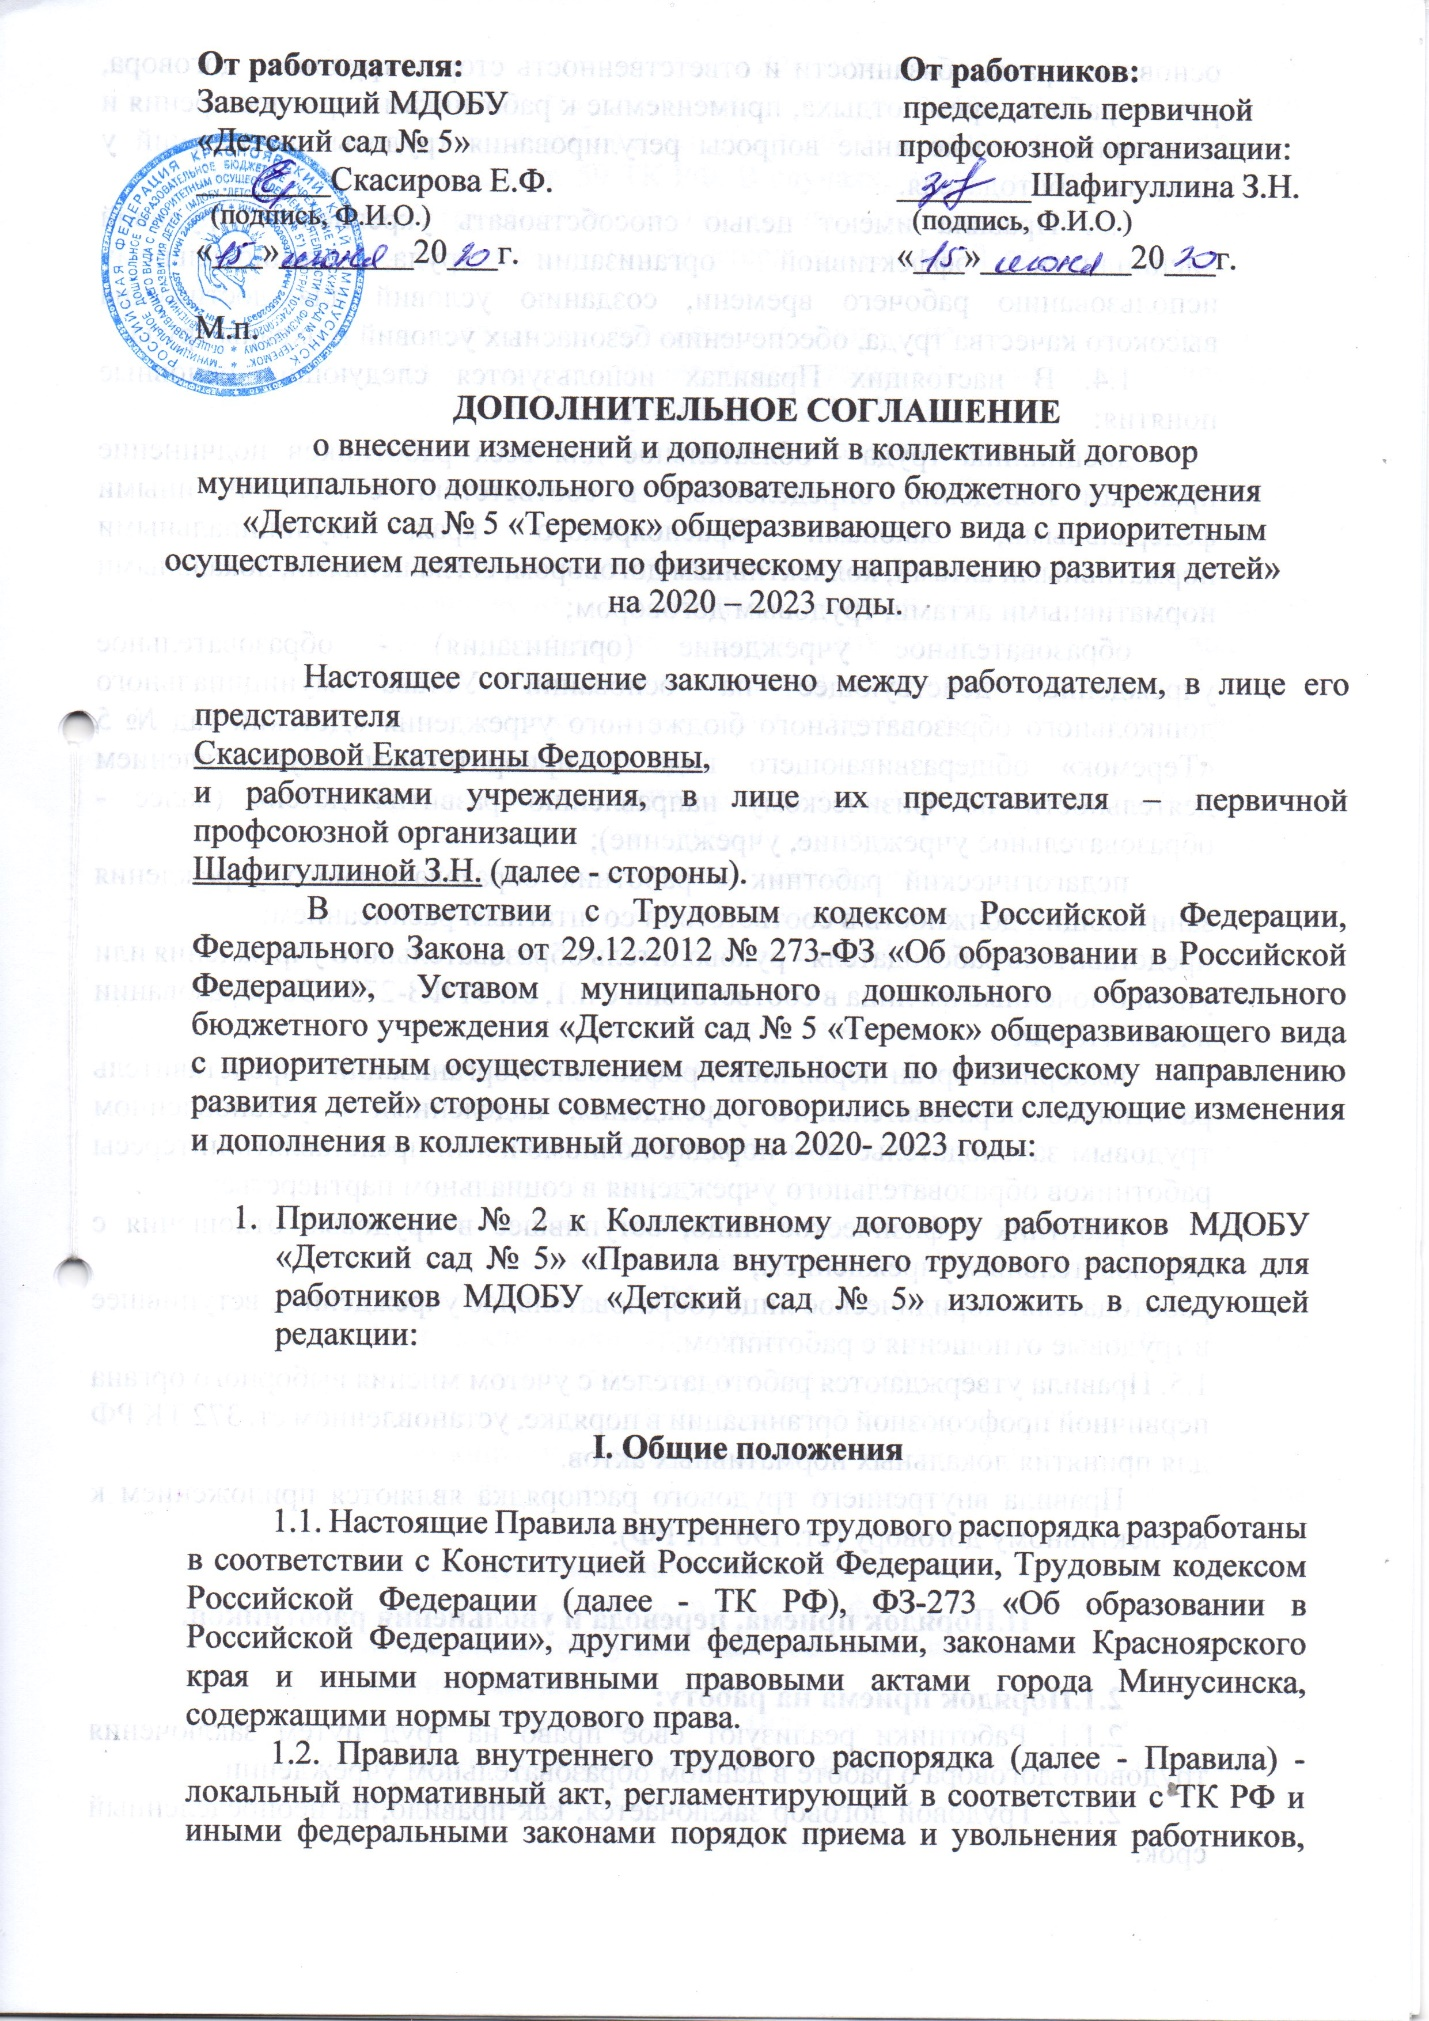 От работодателя:
Заведующий МДОБУ
«Детский сад № 5»
________Скасирова Е.Ф.
(подпись, Ф.И.О.)
«15»________2020г.
М.п.
От работников:
председатель первичной
профсоюзной организации:
________Шафигуллина З.Н.
(подпись, Ф.И.О.)
«15»________2020г.
ДОПОЛНИТЕЛЬНОЕ СОГЛАШЕНИЕ
о внесении изменений и дополнений в коллективный договор
муниципального дошкольного образовательного бюджетного учреждения
«Детский сад № 5 «Теремок» общеразвивающего вида с приоритетным
осуществлением деятельности по физическому направлению развития детей»
на 2020 – 2023 годы.
Настоящее соглашение заключено между работодателем, в лице его
представителя
Скасировой Екатерины Федоровны,
и работниками учреждения, в лице их представителя – первичной
профсоюзной организации
Шафигуллиной З.Н. (далее - стороны).
В соответствии с Трудовым кодексом Российской Федерации,
Федерального Закона от 29.12.2012 № 273-ФЗ «Об образовании в Российской
Федерации», Уставом муниципального дошкольного образовательного
бюджетного учреждения «Детский сад № 5 «Теремок» общеразвивающего вида
с приоритетным осуществлением деятельности по физическому направлению
развития детей» стороны совместно договорились внести следующие изменения
и дополнения в коллективный договор на 2020- 2023 годы:
1. Приложение № 2 к Коллективному договору работников МДОБУ
«Детский сад № 5» «Правила внутреннего трудового распорядка для
работников МДОБУ «Детский сад № 5» изложить в следующей
редакции:
I. Общие положения
1.1. Настоящие Правила внутреннего трудового распорядка разработаны
в соответствии с Конституцией Российской Федерации, Трудовым кодексом
Российской Федерации (далее - ТК РФ), ФЗ-273 «Об образовании в
Российской Федерации», другими федеральными, законами Красноярского
края и иными нормативными правовыми актами города Минусинска,
содержащими нормы трудового права.
1.2. Правила внутреннего трудового распорядка (далее - Правила) -
локальный нормативный акт, регламентирующий в соответствии с ТК РФ и
иными федеральными законами порядок приема и увольнения работников,